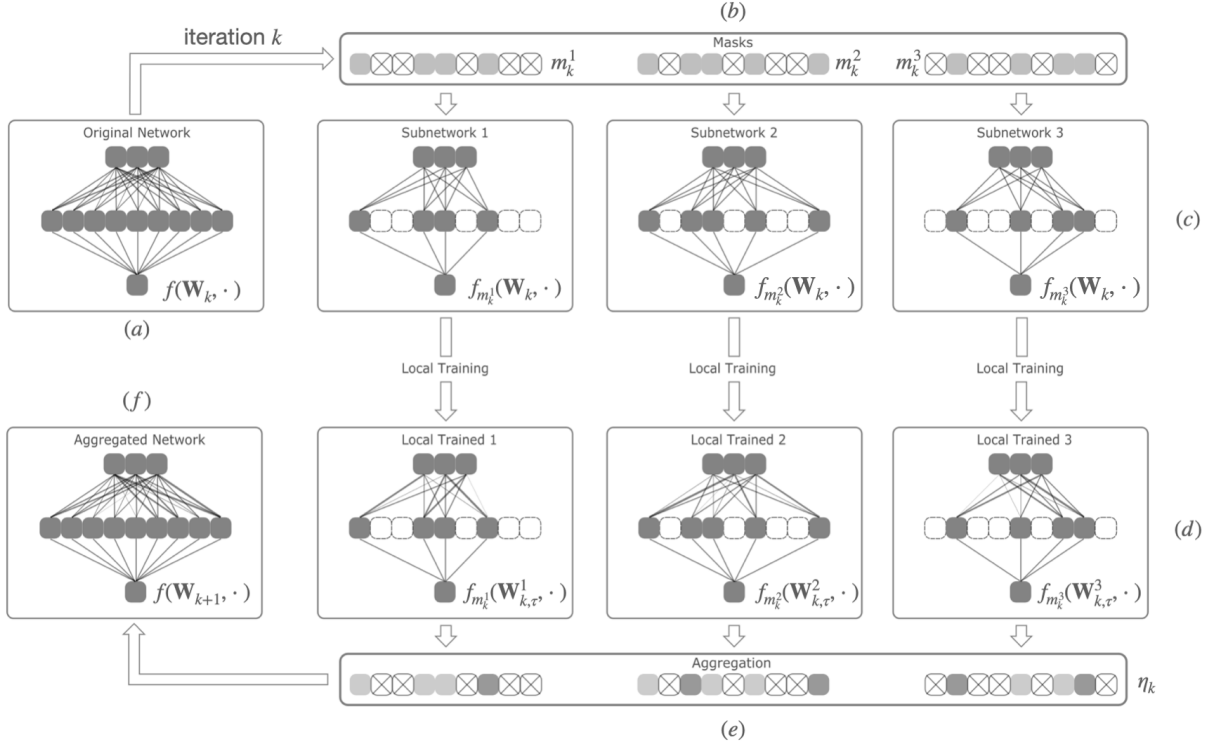 (b)
iteration k
Masks
m_k^1
m_k^2
m_k^3
Original Network
Subnetwork 1
Subnetwork 2
Subnetwork 3
(c)
f(W_k, ·)
f_{m_k^1}(W_k, ·)
f_{m_k^2}(W_k, ·)
f_{m_k^3}(W_k, ·)
(a)
Local Training
Local Training
Local Training
(f)
Aggregated Network
Local Trained 1
Local Trained 2
Local Trained 3
(d)
f(W_{k+1}, ·)
f_{m_k^1}(W_{k,τ}^1, ·)
f_{m_k^2}(W_{k,τ}^2, ·)
f_{m_k^3}(W_{k,τ}^3, ·)
Aggregation
η_k
(e)